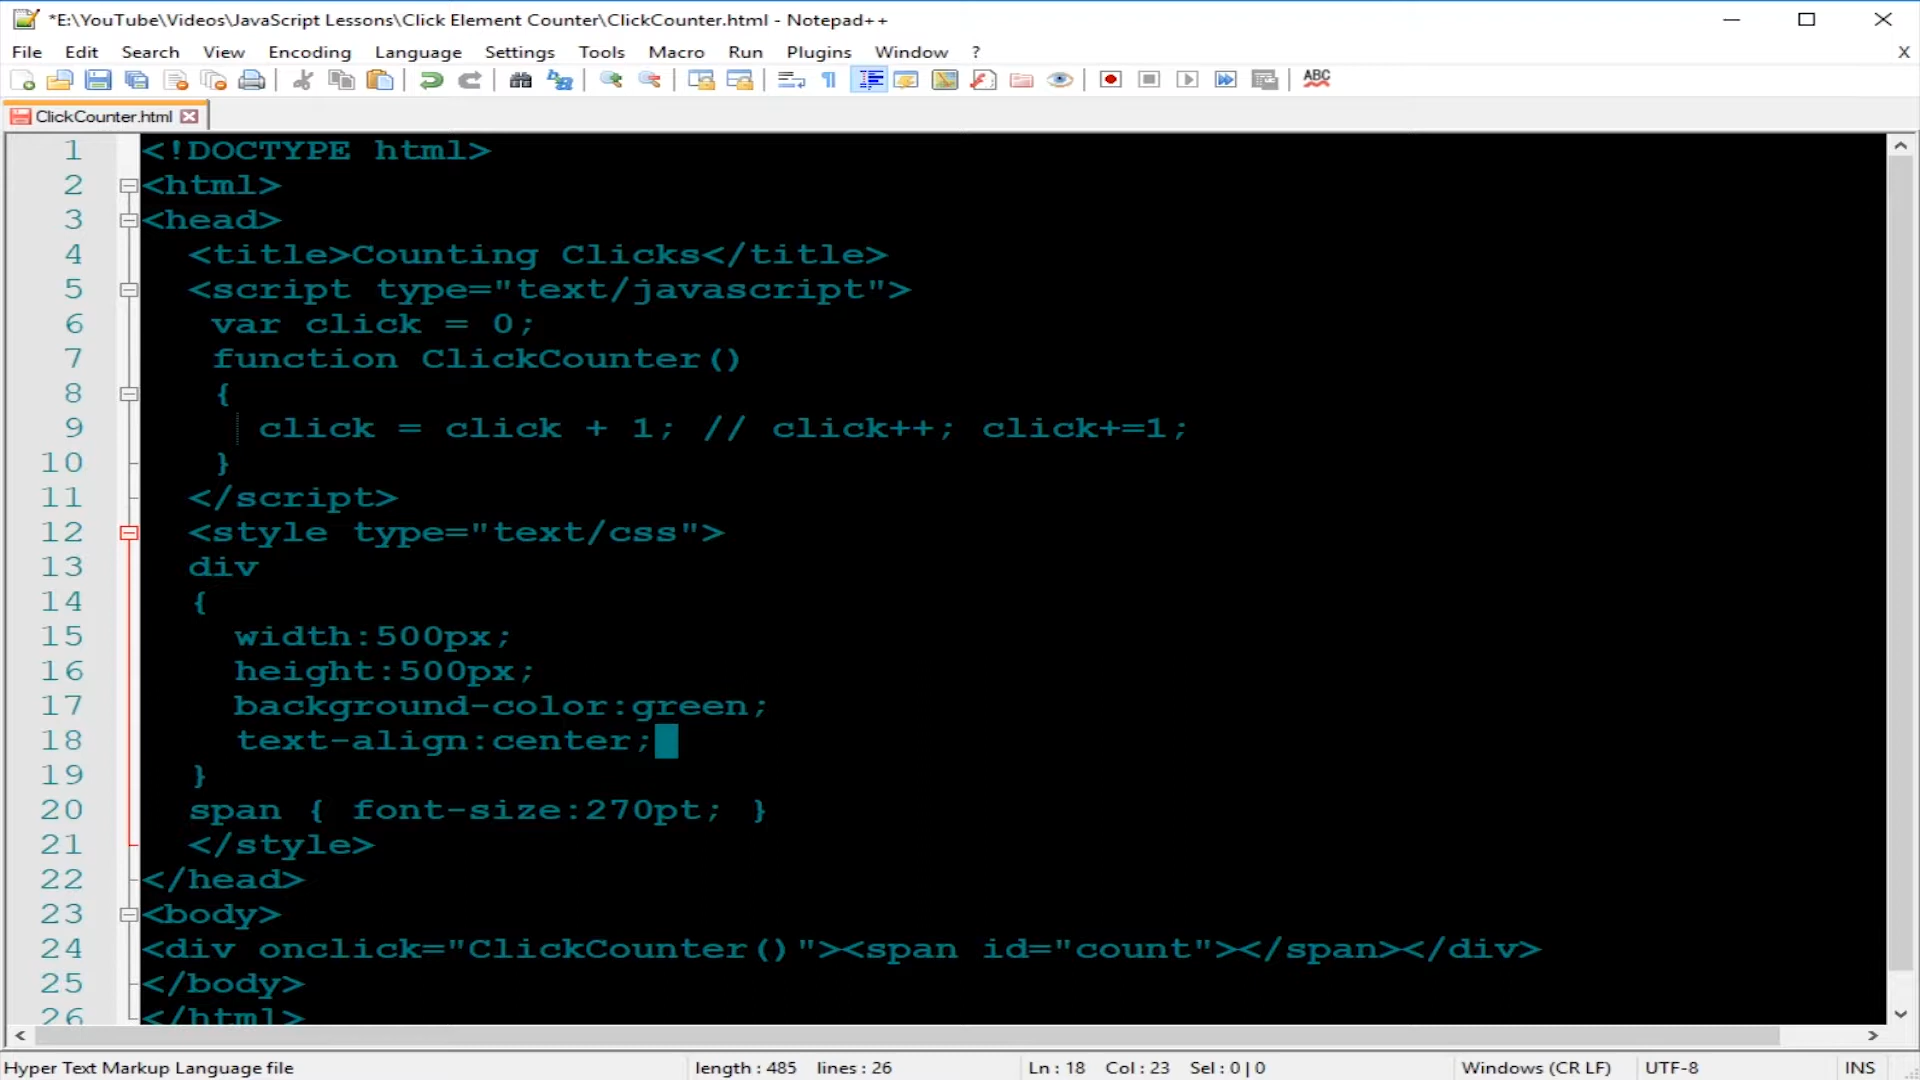 *E:\YouTube\Videos\JavaScript Lessons\Click Element Counter\ClickCounter.html - Notepad++
File Edit Search View Encoding Language Settings Tools Macro Run Plugins Window ? X
ABC
ClickCounter.html
1 <!DOCTYPE html>
2 <html>
3 <head>
4 <title>Counting Clicks</title>
5 <script type="text/javascript">
6 var click = 0;
7 function ClickCounter()
8 {
9 click = click + 1; // click++; click+=1;
10 }
11 </script>
12 <style type="text/css">
13 div
14 {
15 width:500px;
16 height:500px;
17 background-color:green;
18 text-align:center;
19 }
20 span { font-size:270pt; }
21 </style>
22 </head>
23 <body>
24 <div onclick="ClickCounter()"><span id="count"></span></div>
25 </body>
26 </html>
Hyper Text Markup Language file length : 485 lines : 26 Ln : 18 Col : 23 Sel : 0 | 0 Windows (CR LF) UTF-8 INS